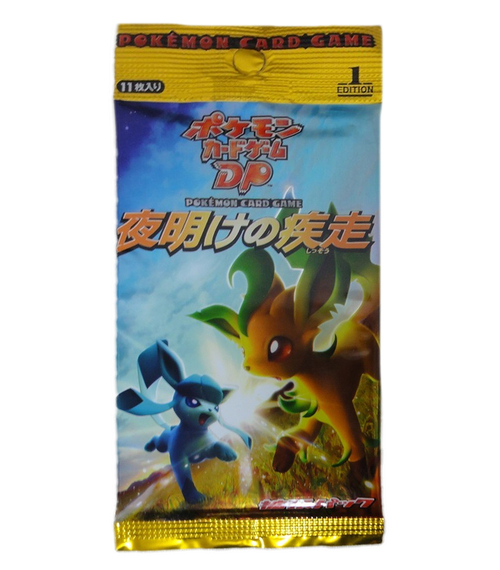 POKÉMON CARD GAME
11枚入り
1
EDITION
ポケモン
カードゲーム
DP
POKÉMON CARD GAME
夜明けの疾走
しっそう